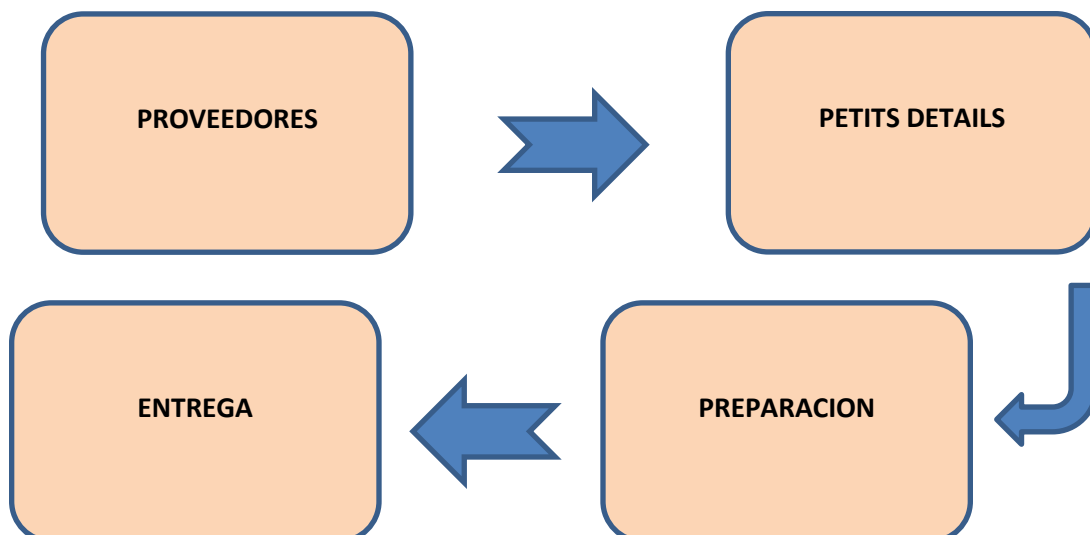 PROVEEDORES
PETITS DETAILS
PREPARACION
ENTREGA